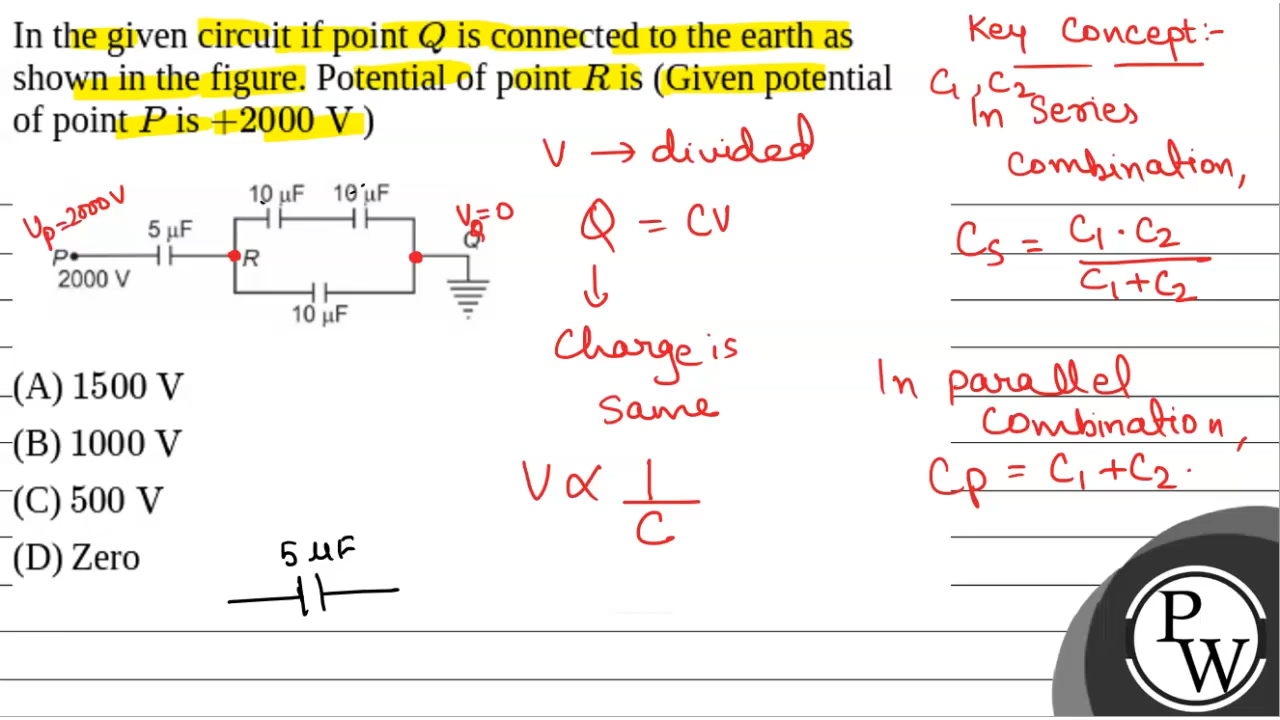 In the given circuit if point Q is connected to the earth as
shown in the figure. Potential of point R is (Given potential
of point P is +2000 V )
Key Concept:-
C₁, C₂
In Series
combination,
Cs = C₁ · C₂
C₁ + C₂
In parallel
combination,
Cp = C₁ + C₂ .
V → divided
Q = CV
↓
Charge is
same
V ∝ 1
C
Vp=2000V
P
2000 V
5 μF
10 μF
10 μF
R
10 μF
VQ=0
Q
(A) 1500 V
(B) 1000 V
(C) 500 V
(D) Zero
5 μF
P
W